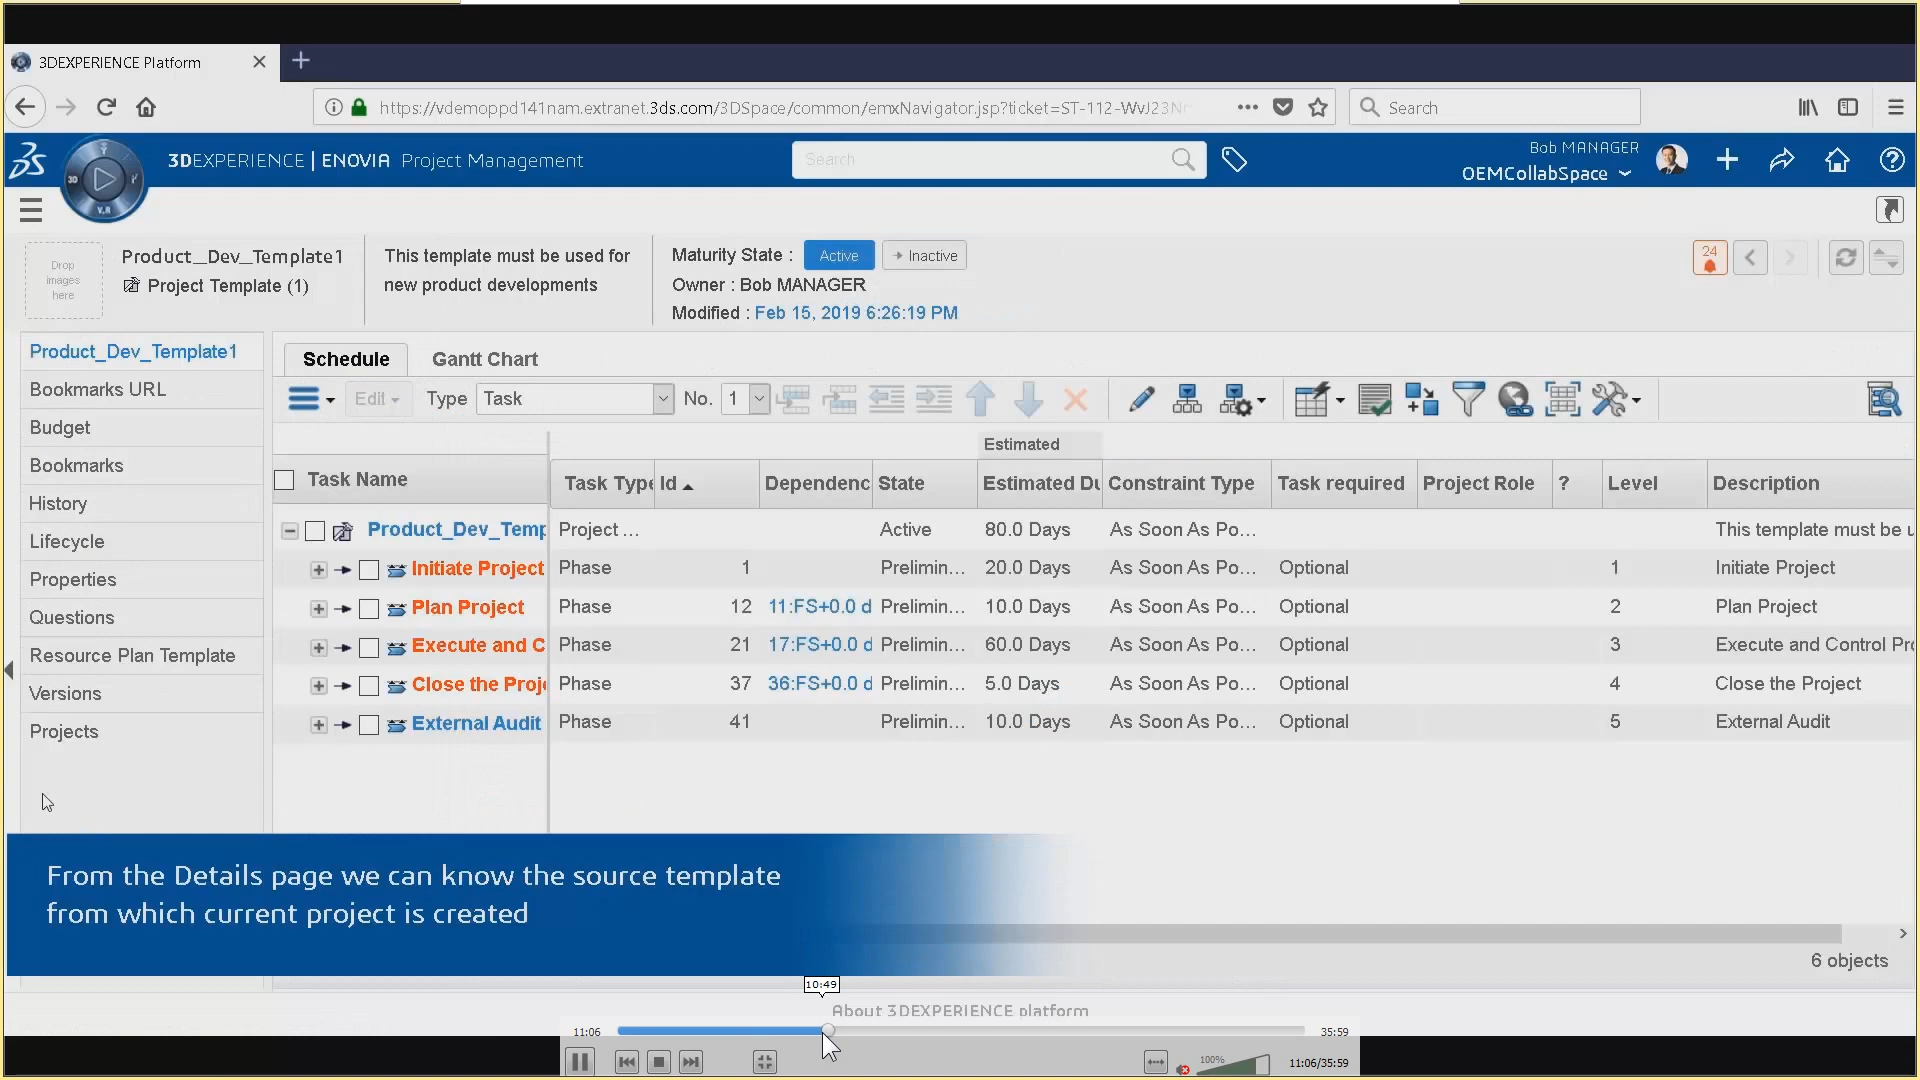 3DEXPERIENCE Platform
https://vdemoppd141nam.extranet.3ds.com/3DSpace/common/emxNavigator.jsp?ticket=ST-112-WvJ23N
Search
3DEXPERIENCE | ENOVIA Project Management
Search
Bob MANAGER
OEMCollabSpace
3D
V.R
Drop
images
here
Product_Dev_Template1
Project Template (1)
This template must be used for
new product developments
Maturity State : Active Inactive
Owner : Bob MANAGER
Modified : Feb 15, 2019 6:26:19 PM
24
Product_Dev_Template1
Bookmarks URL
Budget
Bookmarks
History
Lifecycle
Properties
Questions
Resource Plan Template
Versions
Projects
Schedule Gantt Chart
Edit Type Task No. 1
Estimated
Task Name Task Type Id Dependenc State Estimated Du Constraint Type Task required Project Role ? Level Description
Product_Dev_Temp Project ... Active 80.0 Days As Soon As Po... This template must be u
Initiate Project Phase 1 Prelimin... 20.0 Days As Soon As Po... Optional 1 Initiate Project
Plan Project Phase 12 11:FS+0.0 d Prelimin... 10.0 Days As Soon As Po... Optional 2 Plan Project
Execute and C Phase 21 17:FS+0.0 d Prelimin... 60.0 Days As Soon As Po... Optional 3 Execute and Control Pro
Close the Proje Phase 37 36:FS+0.0 d Prelimin... 5.0 Days As Soon As Po... Optional 4 Close the Project
External Audit Phase 41 Prelimin... 10.0 Days As Soon As Po... Optional 5 External Audit
From the Details page we can know the source template
from which current project is created
6 objects
10:49
About 3DEXPERIENCE platform
11:06 35:59
100% 11:06/35:59